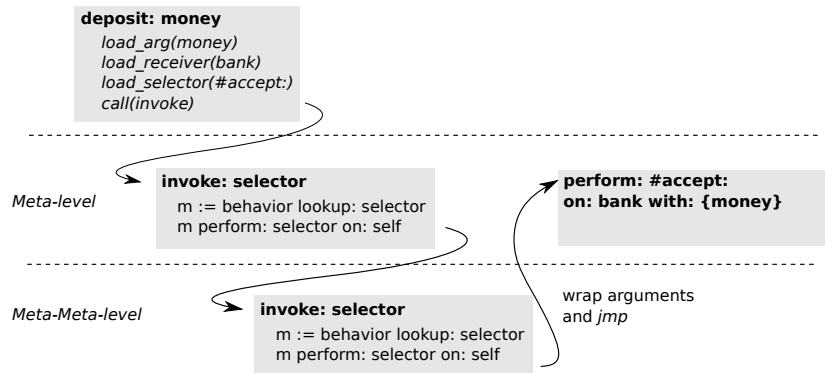 deposit: money
load_arg(money)
load_receiver(bank)
load_selector(#accept:)
call(invoke)
Meta-level
invoke: selector
m := behavior lookup: selector
m perform: selector on: self
perform: #accept:
on: bank with: {money}
Meta-Meta-level
invoke: selector
m := behavior lookup: selector
m perform: selector on: self
wrap arguments
and jmp